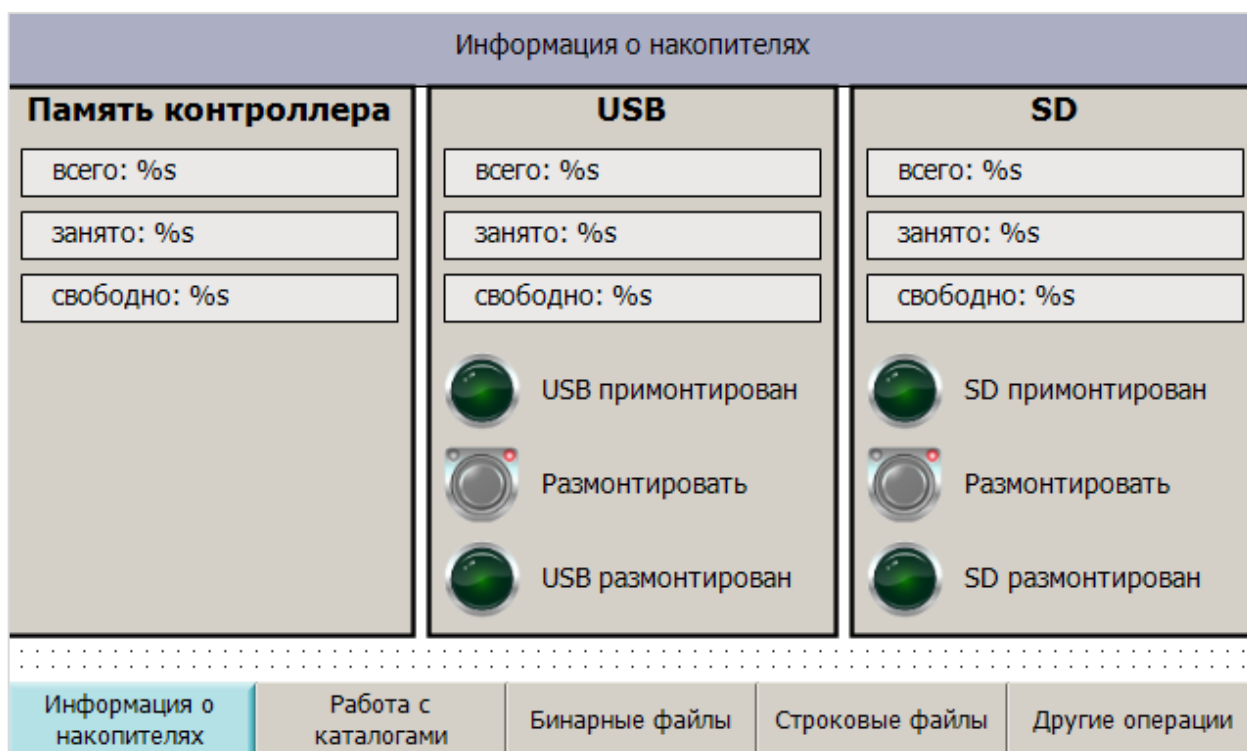 Информация о накопителях
Память контроллера
всего: %s
занято: %s
свободно: %s
USB
всего: %s
занято: %s
свободно: %s
USB примонтирован
Размонтировать
USB размонтирован
SD
всего: %s
занято: %s
свободно: %s
SD примонтирован
Размонтировать
SD размонтирован
Информация о
накопителях
Работа с
каталогами
Бинарные файлы
Строковые файлы
Другие операции